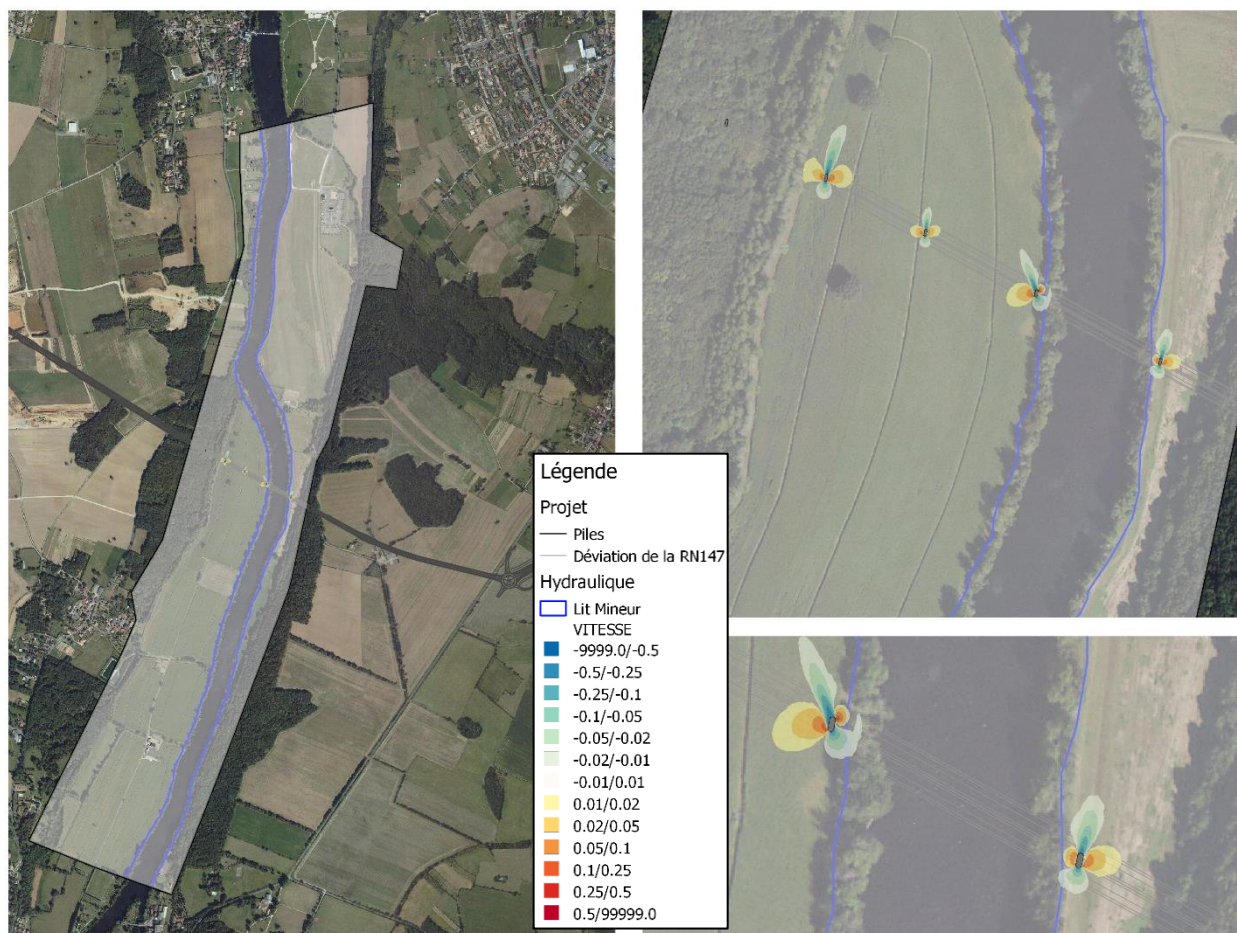 Légende
Projet
Piles
Déviation de la RN147
Hydraulique
Lit Mineur
VITESSE
-9999.0/-0.5
-0.5/-0.25
-0.25/-0.1
-0.1/-0.05
-0.05/-0.02
-0.02/-0.01
-0.01/0.01
0.01/0.02
0.02/0.05
0.05/0.1
0.1/0.25
0.25/0.5
0.5/99999.0